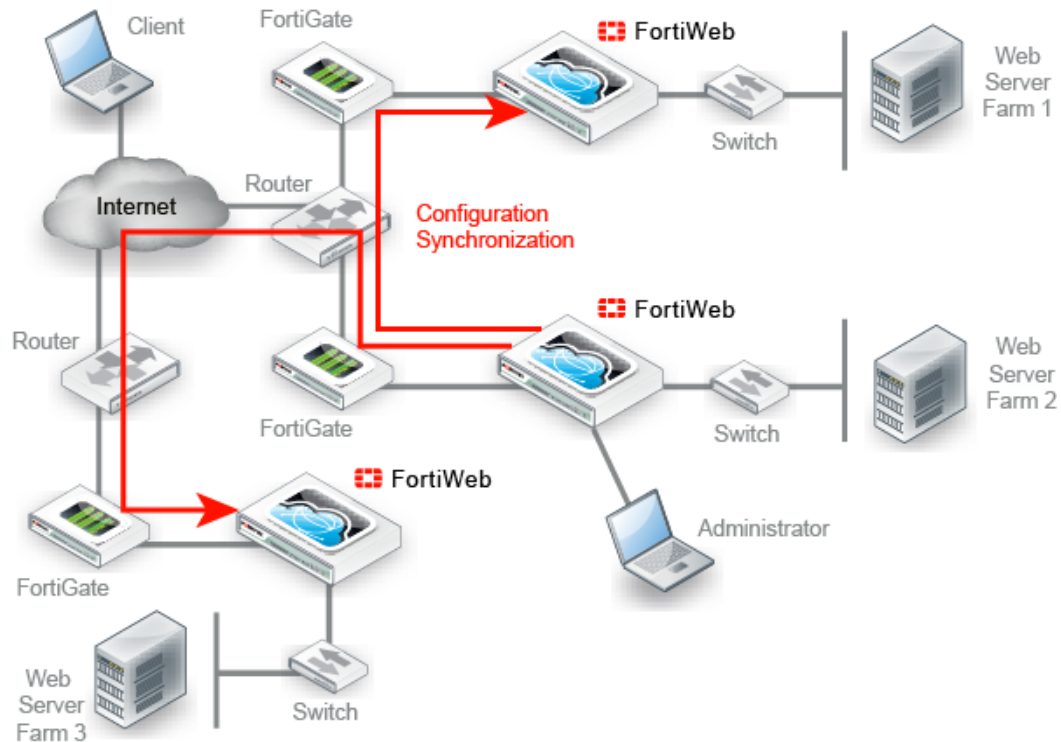 Client
FortiGate
FortiWeb
Web
Server
Farm 1
Switch
Router
Internet
Configuration
Synchronization
FortiWeb
Router
Web
Server
Farm 2
FortiGate
Switch
FortiWeb
Administrator
FortiGate
Web
Server
Farm 3
Switch